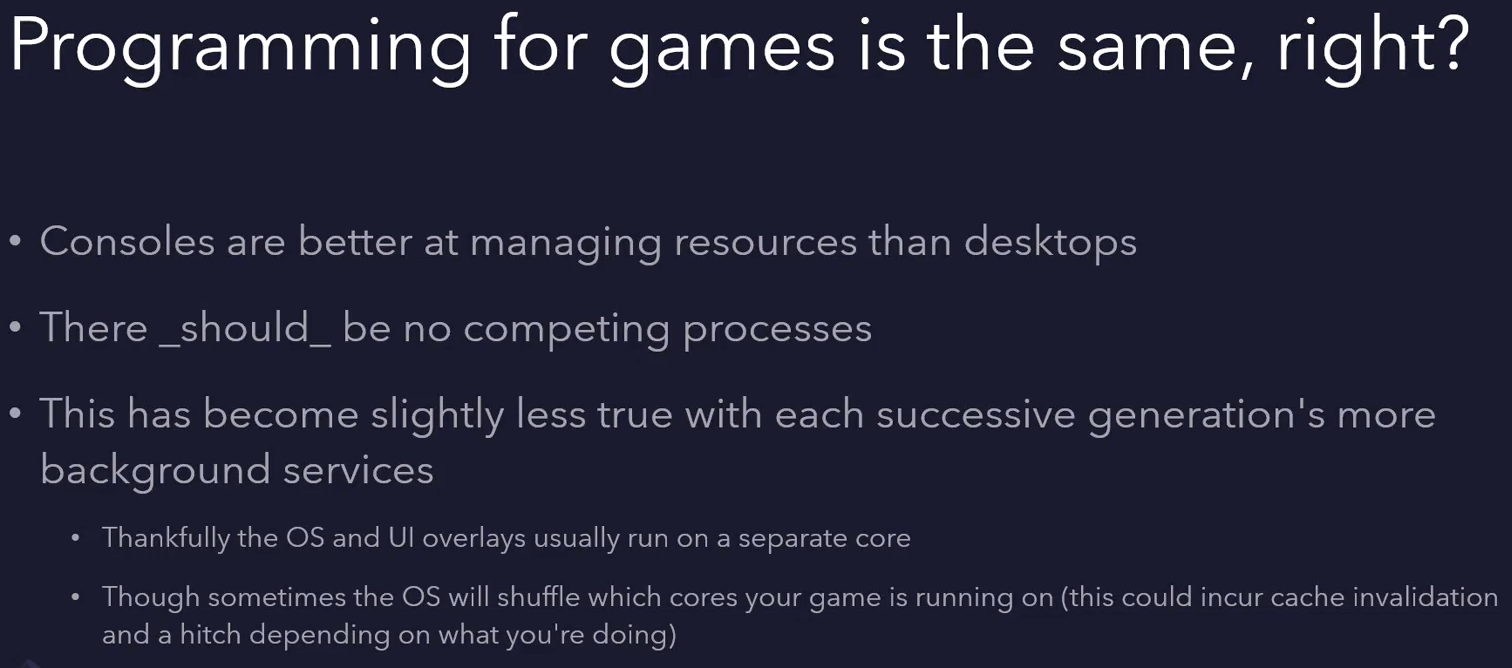 Programming for games is the same, right?
• Consoles are better at managing resources than desktops
• There _should_ be no competing processes
• This has become slightly less true with each successive generation's more
background services
• Thankfully the OS and UI overlays usually run on a separate core
• Though sometimes the OS will shuffle which cores your game is running on (this could incur cache invalidation
and a hitch depending on what you're doing)